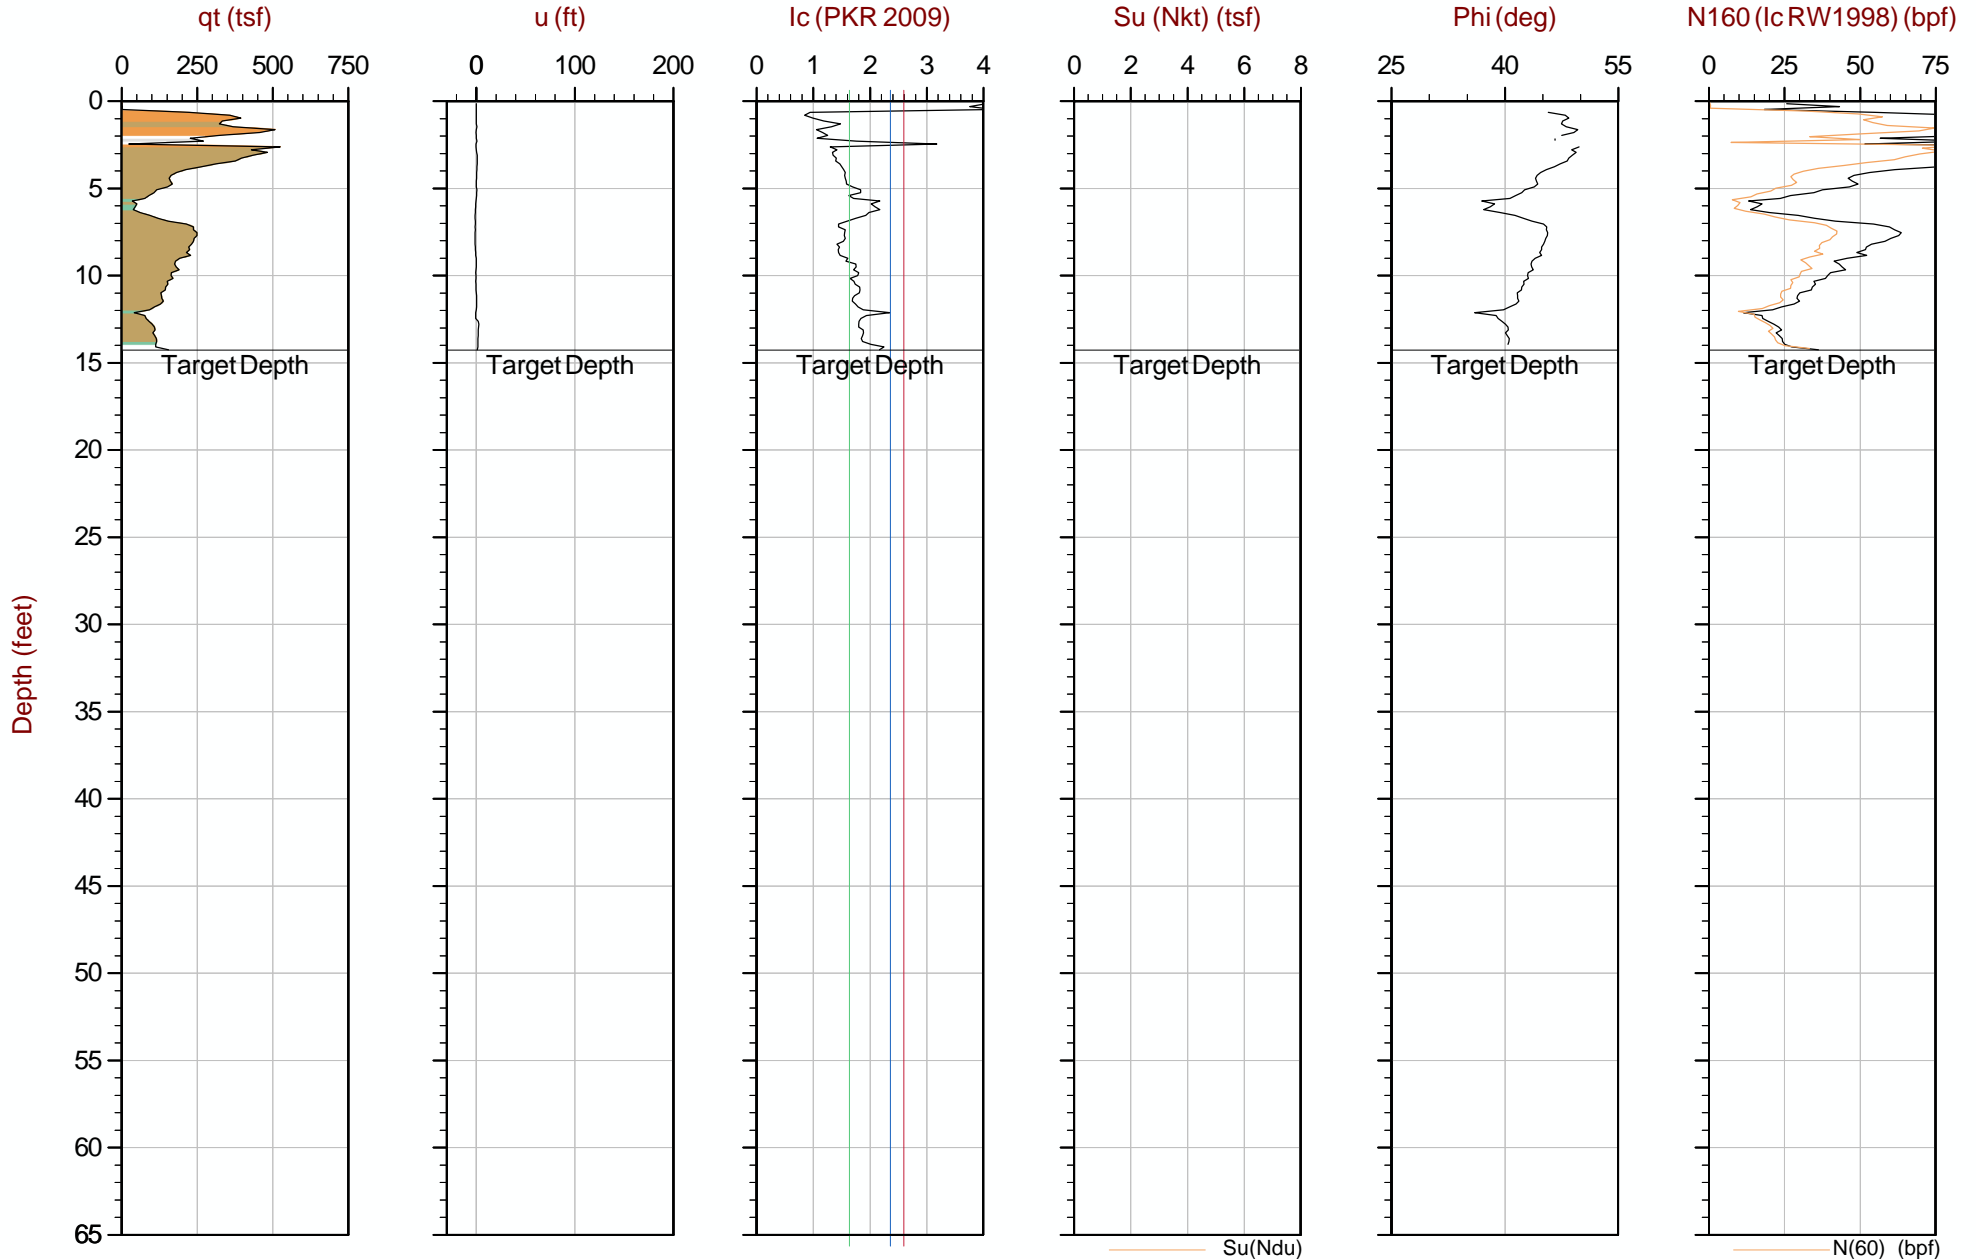 qt (tsf) u (ft) Ic (PKR 2009) Su (Nkt) (tsf) Phi (deg) N160 (Ic RW1998) (bpf)
0 250 500 750 0 100 200 0 1 2 3 4 0 2 4 6 8 25 40 55 0 25 50 75
0
5
10
15
Target Depth Target Depth Target Depth Target Depth Target Depth Target Depth
20
25
30
Depth (feet)
35
40
45
50
55
60
65
Su(Ndu) N(60) (bpf)